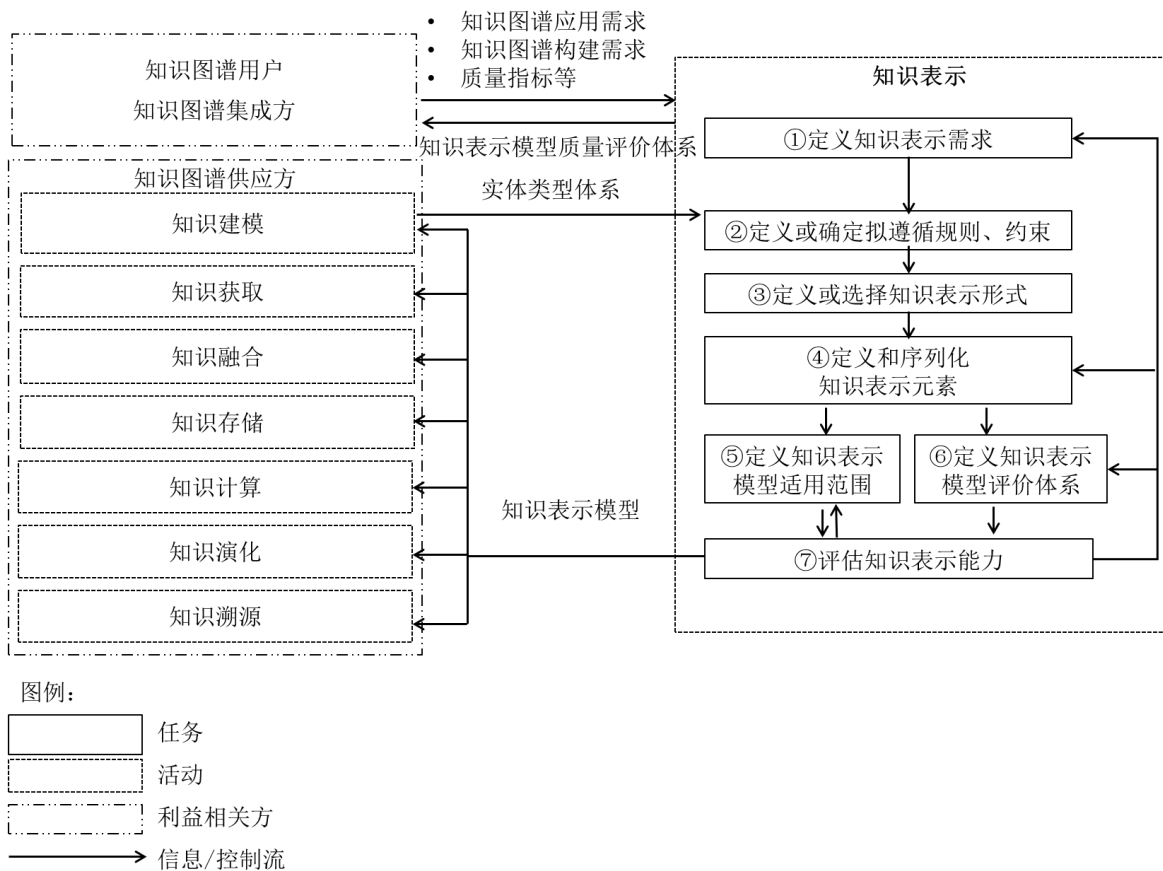 • 知识图谱应用需求
• 知识图谱构建需求
• 质量指标等
知识图谱用户
知识图谱集成方
知识表示模型质量评价体系
知识图谱供应方
实体类型体系
知识建模
知识获取
知识融合
知识存储
知识计算
知识演化
知识溯源
知识表示模型
知识表示
①定义知识表示需求
②定义或确定拟遵循规则、约束
③定义或选择知识表示形式
④定义和序列化
知识表示元素
⑤定义知识表示
模型适用范围
⑥定义知识表示
模型评价体系
⑦评估知识表示能力
图例：
任务
活动
利益相关方
信息/控制流